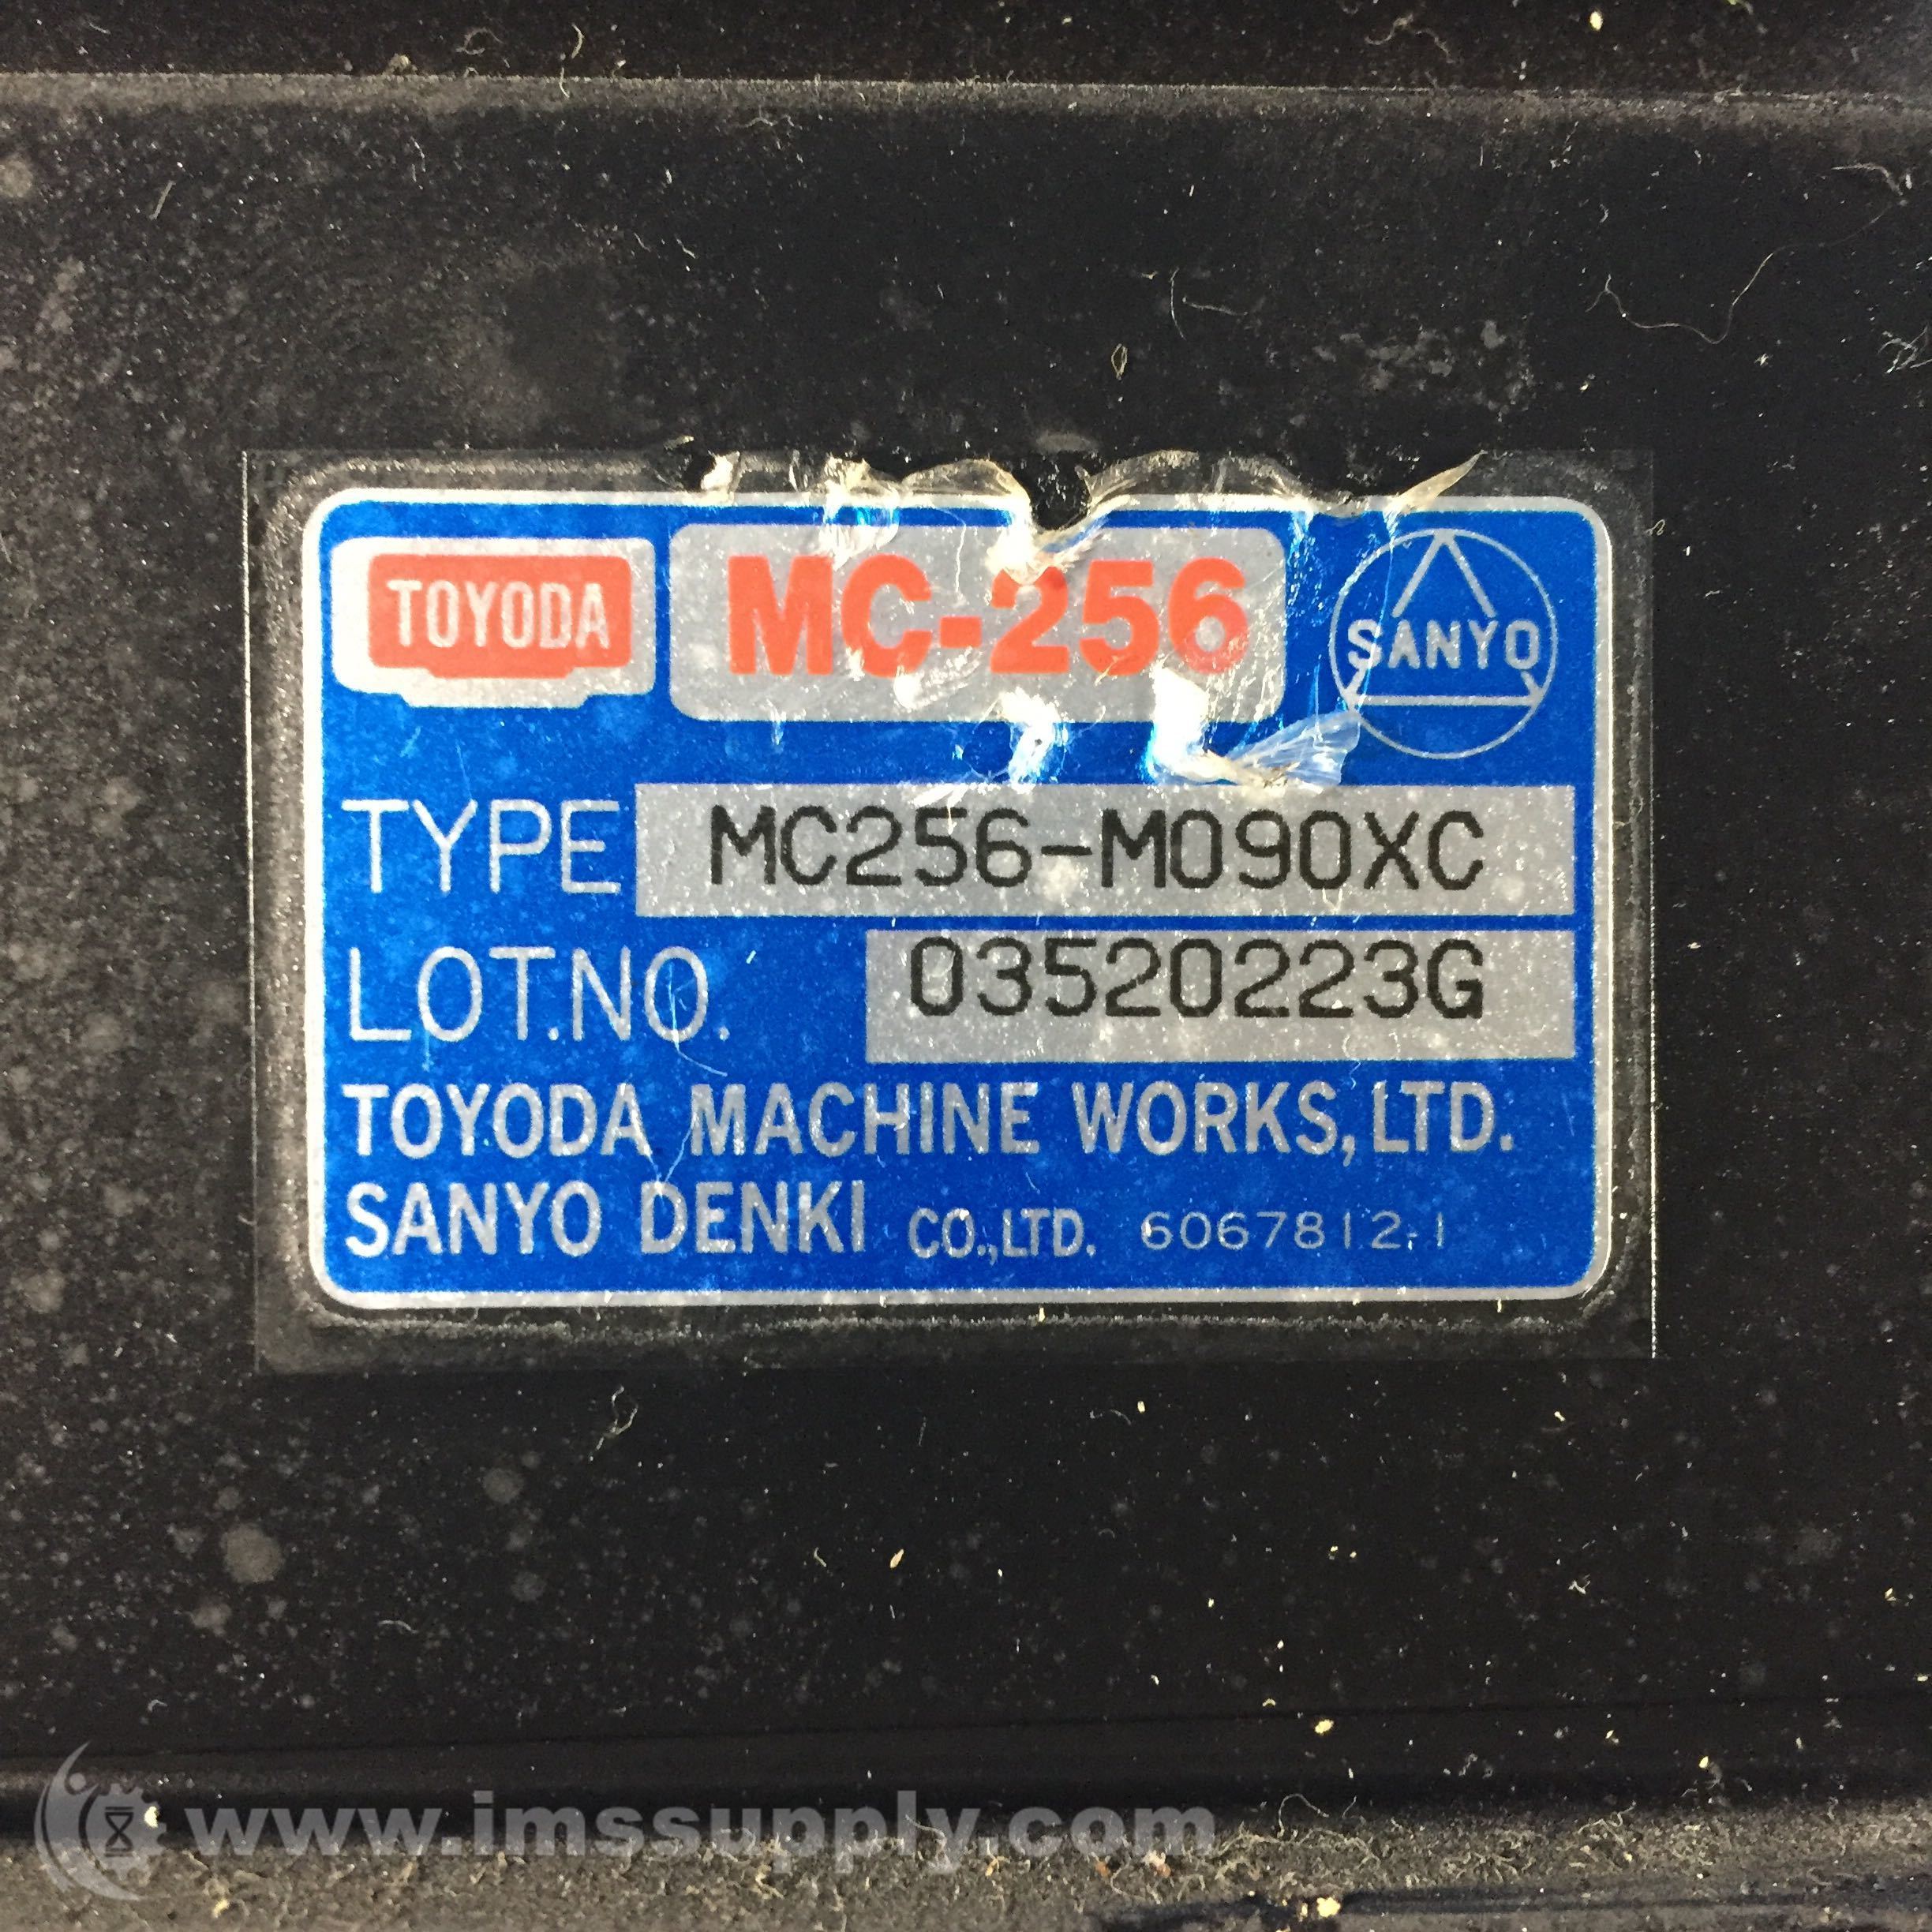 TOYODA MC-256 SANYO
TYPE MC256-M090XC
LOT.NO. 03520223G
TOYODA MACHINE WORKS, LTD.
SANYO DENKI CO.,LTD. 6067812-1
www.imssupply.com